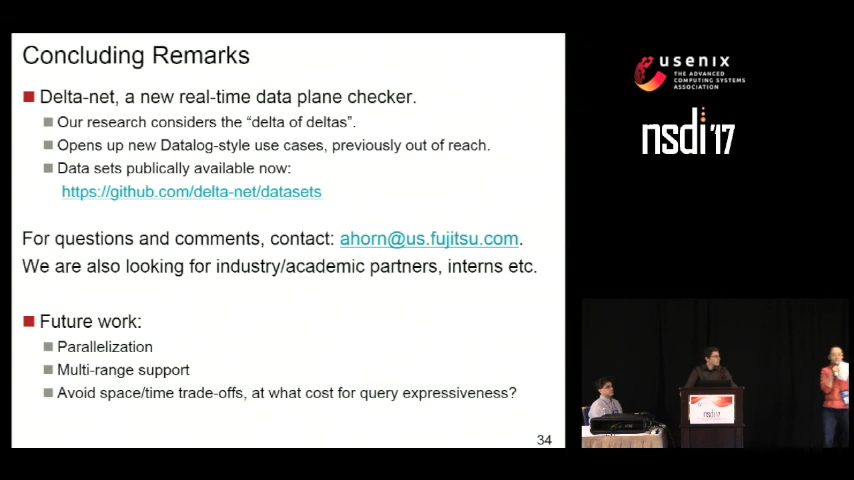 Concluding Remarks
Delta-net, a new real-time data plane checker.
Our research considers the "delta of deltas".
Opens up new Datalog-style use cases, previously out of reach.
Data sets publically available now:
https://github.com/delta-net/datasets
For questions and comments, contact: ahorn@us.fujitsu.com.
We are also looking for industry/academic partners, interns etc.
Future work:
Parallelization
Multi-range support
Avoid space/time trade-offs, at what cost for query expressiveness?
34
usenix
THE ADVANCED
COMPUTING SYSTEMS
ASSOCIATION
nsdi '17
nsdi'17